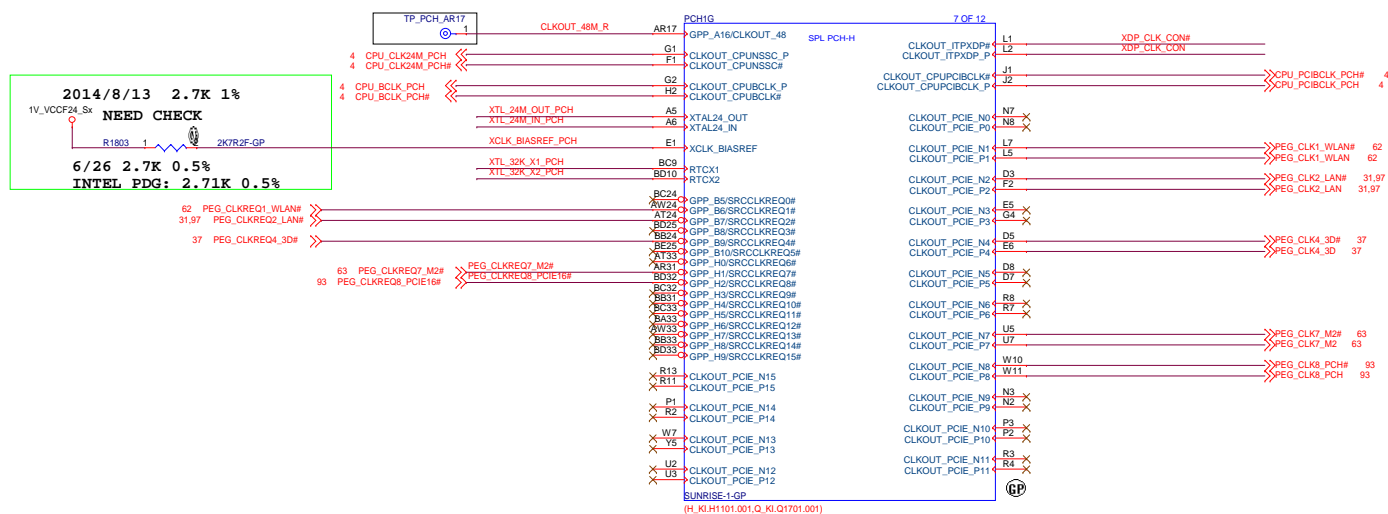 TP_PCH_AR17
1
CLKOUT_48M_R
AR17
PCH1G
7 OF 12
GPP_A16/CLKOUT_48
SPL PCH-H
4 CPU_CLK24M_PCH
G1
CLKOUT_CPUNSSC_P
4 CPU_CLK24M_PCH#
F1
CLKOUT_CPUNSSC#
4 CPU_BCLK_PCH
G2
CLKOUT_CPUBCLK_P
4 CPU_BCLK_PCH#
H2
CLKOUT_CPUBCLK#
2014/8/13 2.7K 1%
1V_VCCF24_Sx
NEED CHECK
R1803
1
2K7R2F-GP
6/26 2.7K 0.5%
INTEL PDG: 2.71K 0.5%
XTL_24M_OUT_PCH
A5
XTAL24_OUT
XTL_24M_IN_PCH
A6
XTAL24_IN
XCLK_BIASREF_PCH
E1
XCLK_BIASREF
XTL_32K_X1_PCH
BC9
RTCX1
XTL_32K_X2_PCH
BD10
RTCX2
BC24
GPP_B5/SRCCLKREQ0#
62 PEG_CLKREQ1_WLAN#
AW24
GPP_B6/SRCCLKREQ1#
31,97 PEG_CLKREQ2_LAN#
AT24
GPP_B7/SRCCLKREQ2#
BD25
GPP_B8/SRCCLKREQ3#
37 PEG_CLKREQ4_3D#
BB24
GPP_B9/SRCCLKREQ4#
BE25
GPP_B10/SRCCLKREQ5#
AT33
GPP_H0/SRCCLKREQ6#
63 PEG_CLKREQ7_M2#
PEG_CLKREQ7_M2#
AR31
GPP_H1/SRCCLKREQ7#
93 PEG_CLKREQ8_PCIE16#
PEG_CLKREQ8_PCIE16#
BD32
GPP_H2/SRCCLKREQ8#
BC32
GPP_H3/SRCCLKREQ9#
BB31
GPP_H4/SRCCLKREQ10#
BC33
GPP_H5/SRCCLKREQ11#
BA33
GPP_H6/SRCCLKREQ12#
AW33
GPP_H7/SRCCLKREQ13#
BB33
GPP_H8/SRCCLKREQ14#
BD33
GPP_H9/SRCCLKREQ15#
R13
CLKOUT_PCIE_N15
R11
CLKOUT_PCIE_P15
P1
CLKOUT_PCIE_N14
R2
CLKOUT_PCIE_P14
W7
CLKOUT_PCIE_N13
Y5
CLKOUT_PCIE_P13
U2
CLKOUT_PCIE_N12
U3
CLKOUT_PCIE_P12
CLKOUT_ITPXDP#
L1
XDP_CLK_CON#
CLKOUT_ITPXDP_P
L2
XDP_CLK_CON
CLKOUT_CPUPCIBCLK#
J1
CPU_PCIBCLK_PCH# 4
CLKOUT_CPUPCIBCLK_P
J2
CPU_PCIBCLK_PCH 4
CLKOUT_PCIE_N0
N7
CLKOUT_PCIE_P0
N8
CLKOUT_PCIE_N1
L7
PEG_CLK1_WLAN# 62
CLKOUT_PCIE_P1
L5
PEG_CLK1_WLAN 62
CLKOUT_PCIE_N2
D3
PEG_CLK2_LAN# 31,97
CLKOUT_PCIE_P2
F2
PEG_CLK2_LAN 31,97
CLKOUT_PCIE_N3
E5
CLKOUT_PCIE_P3
G4
CLKOUT_PCIE_N4
D5
PEG_CLK4_3D# 37
CLKOUT_PCIE_P4
E6
PEG_CLK4_3D 37
CLKOUT_PCIE_N5
D8
CLKOUT_PCIE_P5
D7
CLKOUT_PCIE_N6
R8
CLKOUT_PCIE_P6
R7
CLKOUT_PCIE_N7
U5
PEG_CLK7_M2# 63
CLKOUT_PCIE_P7
U7
PEG_CLK7_M2 63
CLKOUT_PCIE_N8
W10
PEG_CLK8_PCH# 93
CLKOUT_PCIE_P8
W11
PEG_CLK8_PCH 93
CLKOUT_PCIE_N9
N3
CLKOUT_PCIE_P9
N2
CLKOUT_PCIE_N10
P3
CLKOUT_PCIE_P10
P2
CLKOUT_PCIE_N11
R3
CLKOUT_PCIE_P11
R4
GP
SUNRISE-1-GP
(H_KI.H1101.001,Q_KI.Q1701.001)